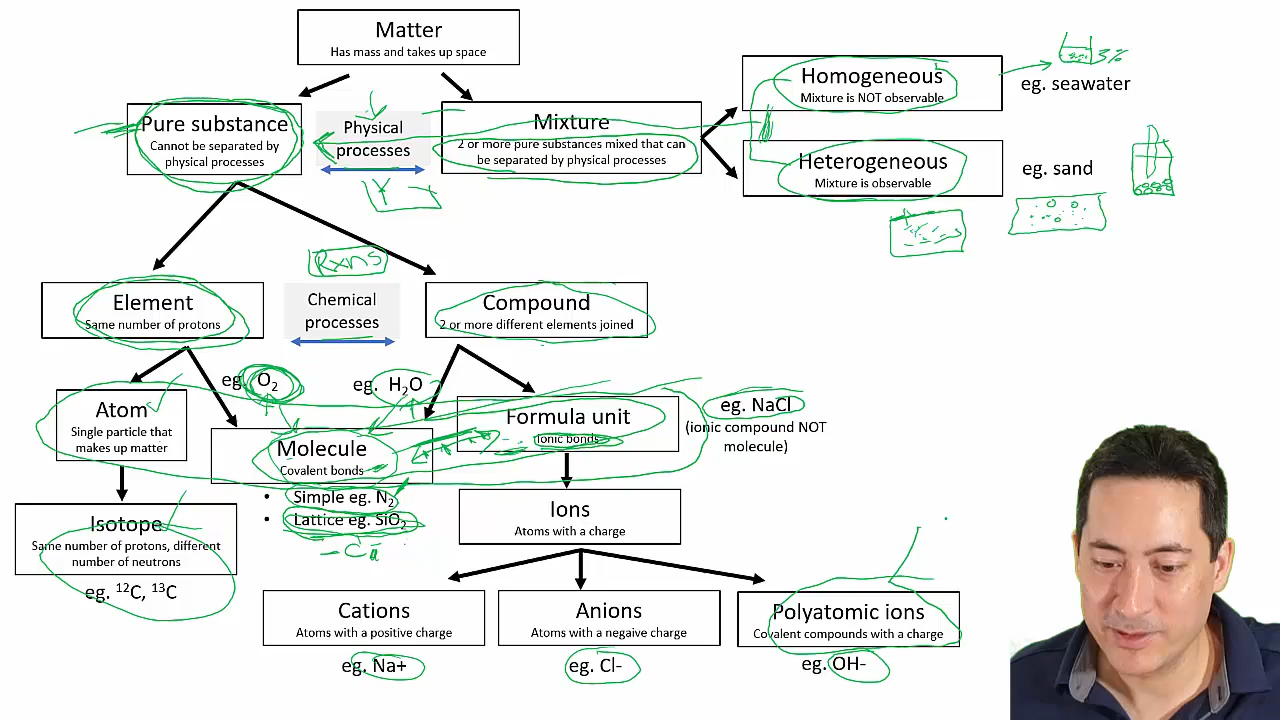 Matter
Has mass and takes up space
Homogeneous
Mixture is NOT observable
3%
eg. seawater
Pure substance
Cannot be separated by
physical processes
Physical
processes
Mixture
2 or more pure substances mixed that can
be separated by physical processes
Heterogeneous
Mixture is observable
eg. sand
Rxns
Element
Same number of protons
Chemical
processes
Compound
2 or more different elements joined
eg. O₂
eg. H₂O
Atom
Single particle that
makes up matter
Molecule
Covalent bonds
Formula unit
Ionic bonds
eg. NaCl
(ionic compound NOT
molecule)
• Simple eg. N₂
• Lattice eg. SiO₂
Isotope
Same number of protons, different
number of neutrons
eg. ¹²C, ¹³C
Ions
Atoms with a charge
Cations
Atoms with a positive charge
eg. Na+
Anions
Atoms with a negaive charge
eg. Cl-
Polyatomic ions
Covalent compounds with a charge
eg. OH-